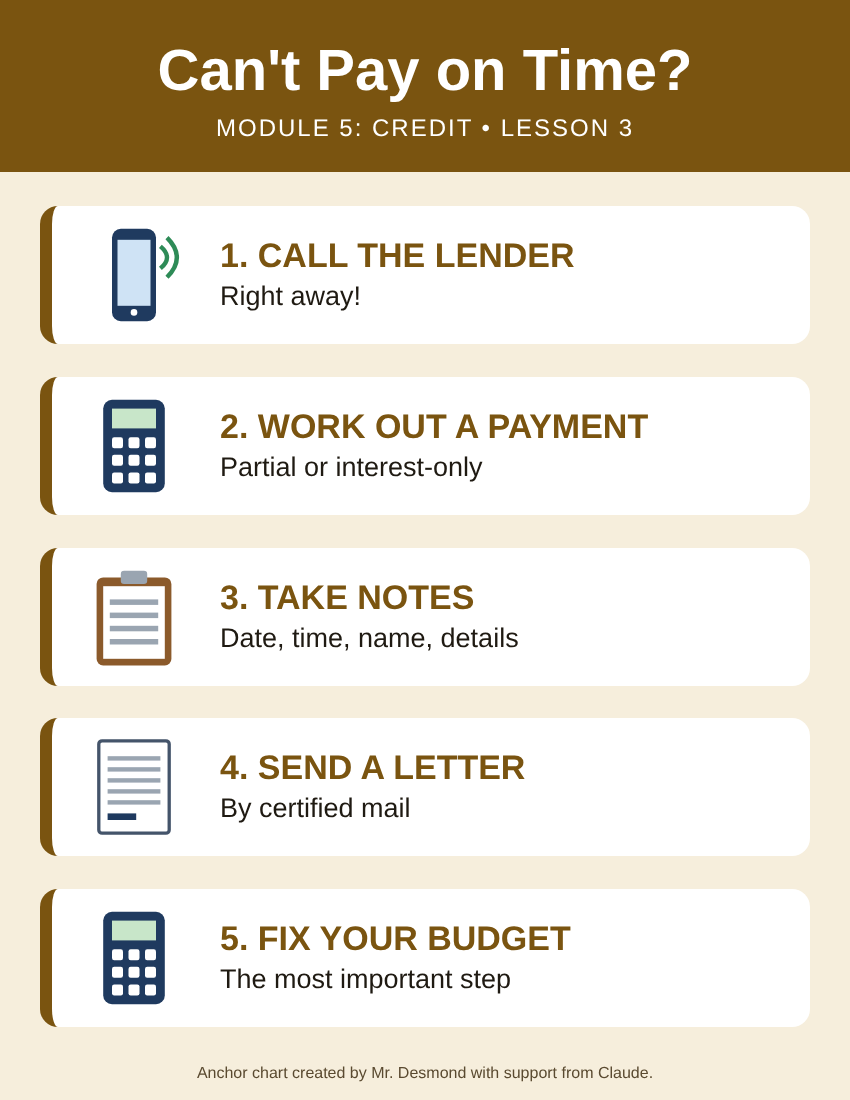 Can't Pay on Time?
MODULE 5: CREDIT • LESSON 3
1. CALL THE LENDER
Right away!
2. WORK OUT A PAYMENT
Partial or interest-only
3. TAKE NOTES
Date, time, name, details
4. SEND A LETTER
By certified mail
5. FIX YOUR BUDGET
The most important step
Anchor chart created by Mr. Desmond with support from Claude.